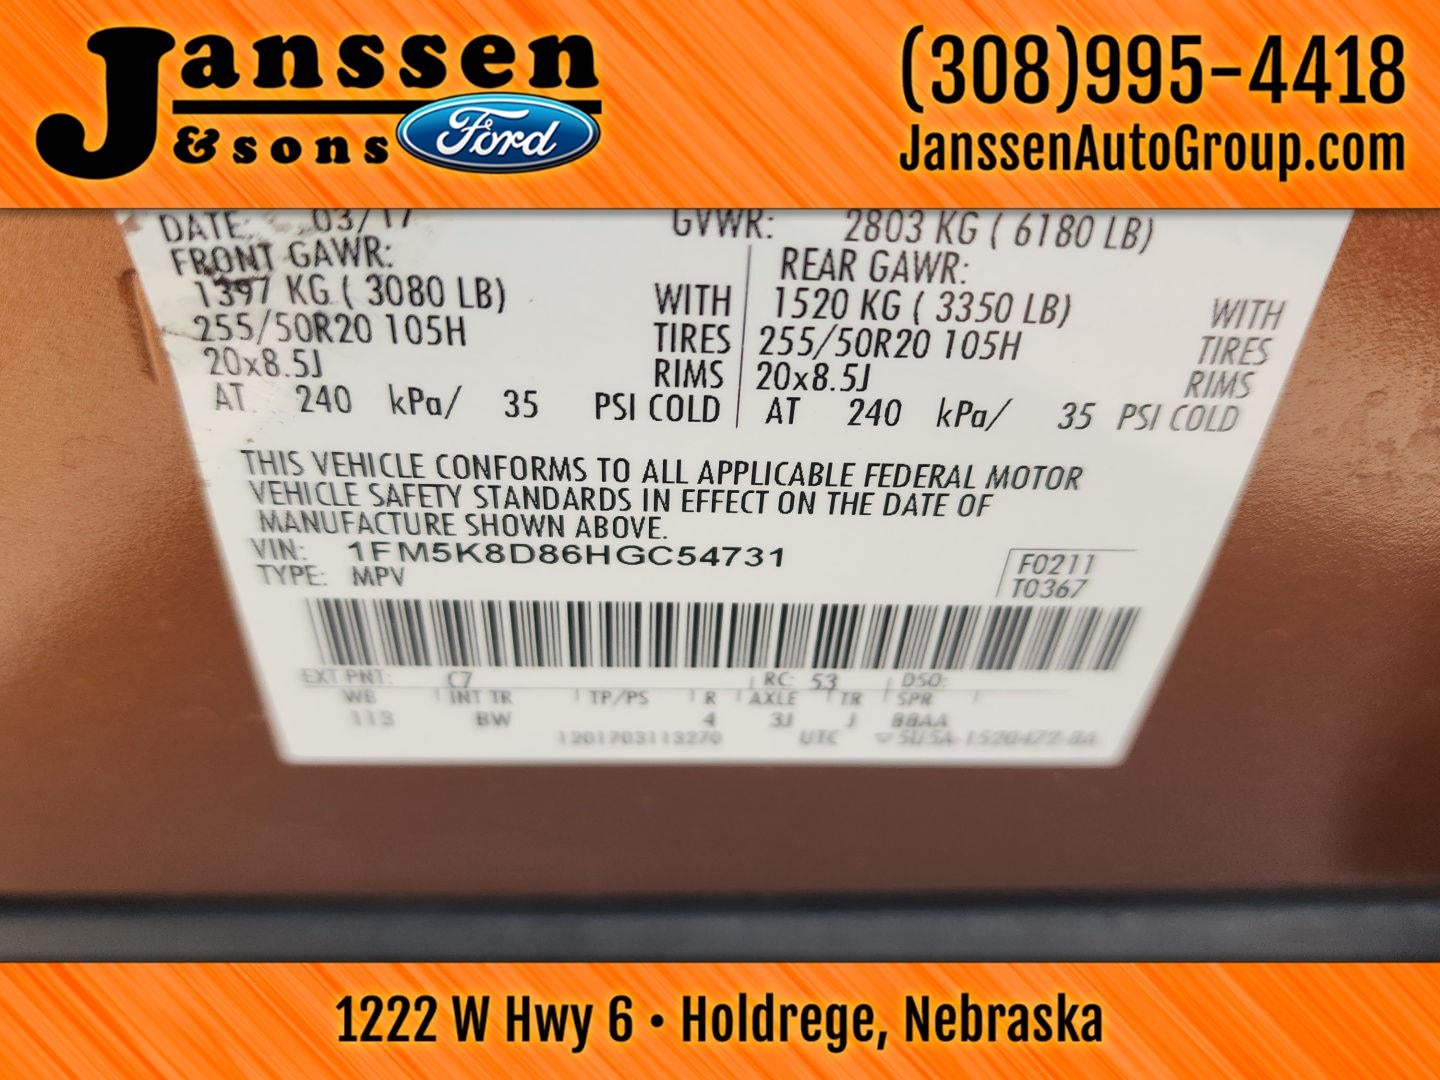 Janssen
& sons Ford
(308)995-4418
JanssenAutoGroup.com
DATE: 03/17 GVWR: 2803 KG ( 6180 LB)
FRONT GAWR: REAR GAWR:
1397 KG ( 3080 LB) WITH 1520 KG ( 3350 LB) WITH
255/50R20 105H TIRES 255/50R20 105H TIRES
20x8.5J RIMS 20x8.5J RIMS
AT 240 kPa/ 35 PSI COLD AT 240 kPa/ 35 PSI COLD
THIS VEHICLE CONFORMS TO ALL APPLICABLE FEDERAL MOTOR
VEHICLE SAFETY STANDARDS IN EFFECT ON THE DATE OF
MANUFACTURE SHOWN ABOVE.
VIN: 1FM5K8D86HGC54731
TYPE: MPV
F0211
T0367
EXT PNT: C7 RC: 53 DSO:
WB INT TR TP/PS R AXLE TR SPR
113 BW 4 3J J BBAA
1201703113270 UTC
1222 W Hwy 6 • Holdrege, Nebraska